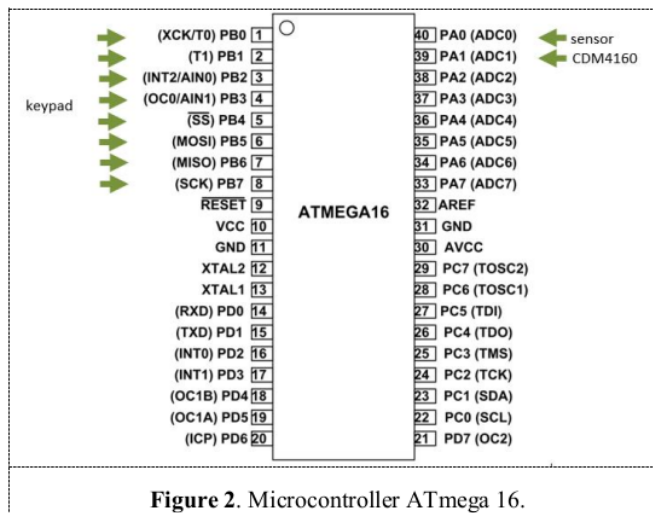 (XCK/T0) PB0 1 40 PA0 (ADC0) sensor
(T1) PB1 2 39 PA1 (ADC1) CDM4160
(INT2/AIN0) PB2 3 38 PA2 (ADC2)
(OC0/AIN1) PB3 4 37 PA3 (ADC3)
keypad
(SS) PB4 5 36 PA4 (ADC4)
(MOSI) PB5 6 35 PA5 (ADC5)
(MISO) PB6 7 34 PA6 (ADC6)
(SCK) PB7 8 33 PA7 (ADC7)
RESET 9 32 AREF
ATMEGA16
VCC 10 31 GND
GND 11 30 AVCC
XTAL2 12 29 PC7 (TOSC2)
XTAL1 13 28 PC6 (TOSC1)
(RXD) PD0 14 27 PC5 (TDI)
(TXD) PD1 15 26 PC4 (TDO)
(INT0) PD2 16 25 PC3 (TMS)
(INT1) PD3 17 24 PC2 (TCK)
(OC1B) PD4 18 23 PC1 (SDA)
(OC1A) PD5 19 22 PC0 (SCL)
(ICP) PD6 20 21 PD7 (OC2)
Figure 2. Microcontroller ATmega 16.